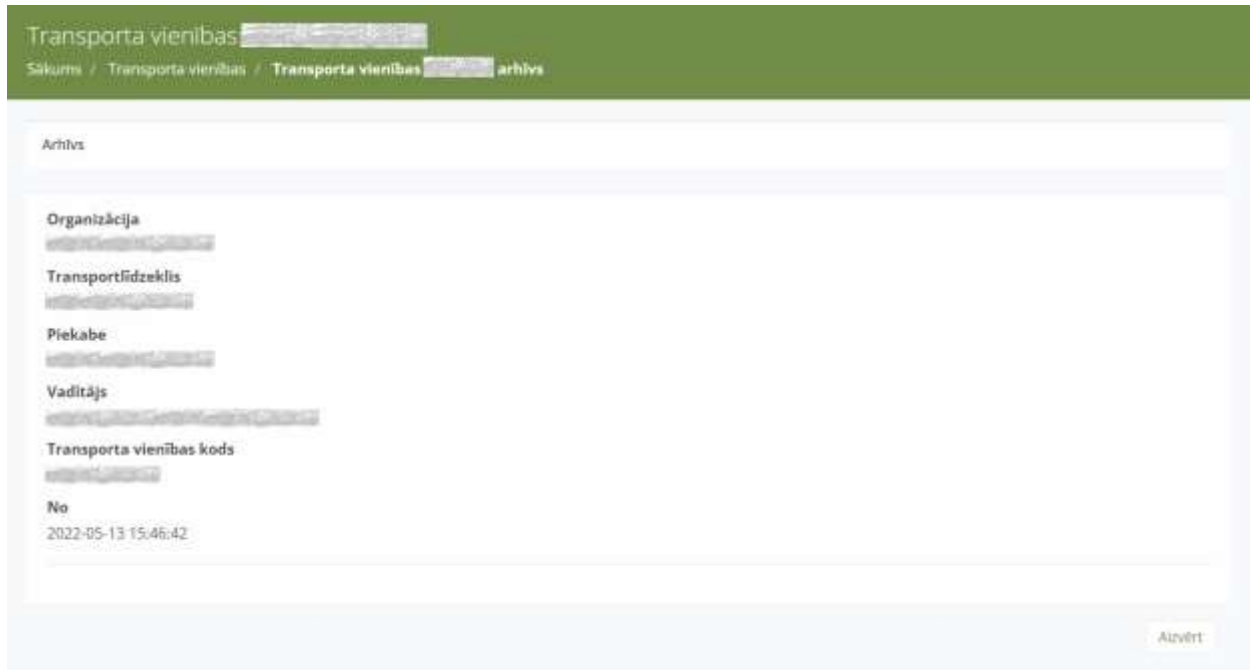 Transporta vienības
Sākums / Transporta vienības / Transporta vienības arhīvs
Arhīvs
Organizācija
Transportlīdzeklis
Piekabe
Vadītājs
Transporta vienības kods
No
2022-05-13 15:46:42
Aizvērt